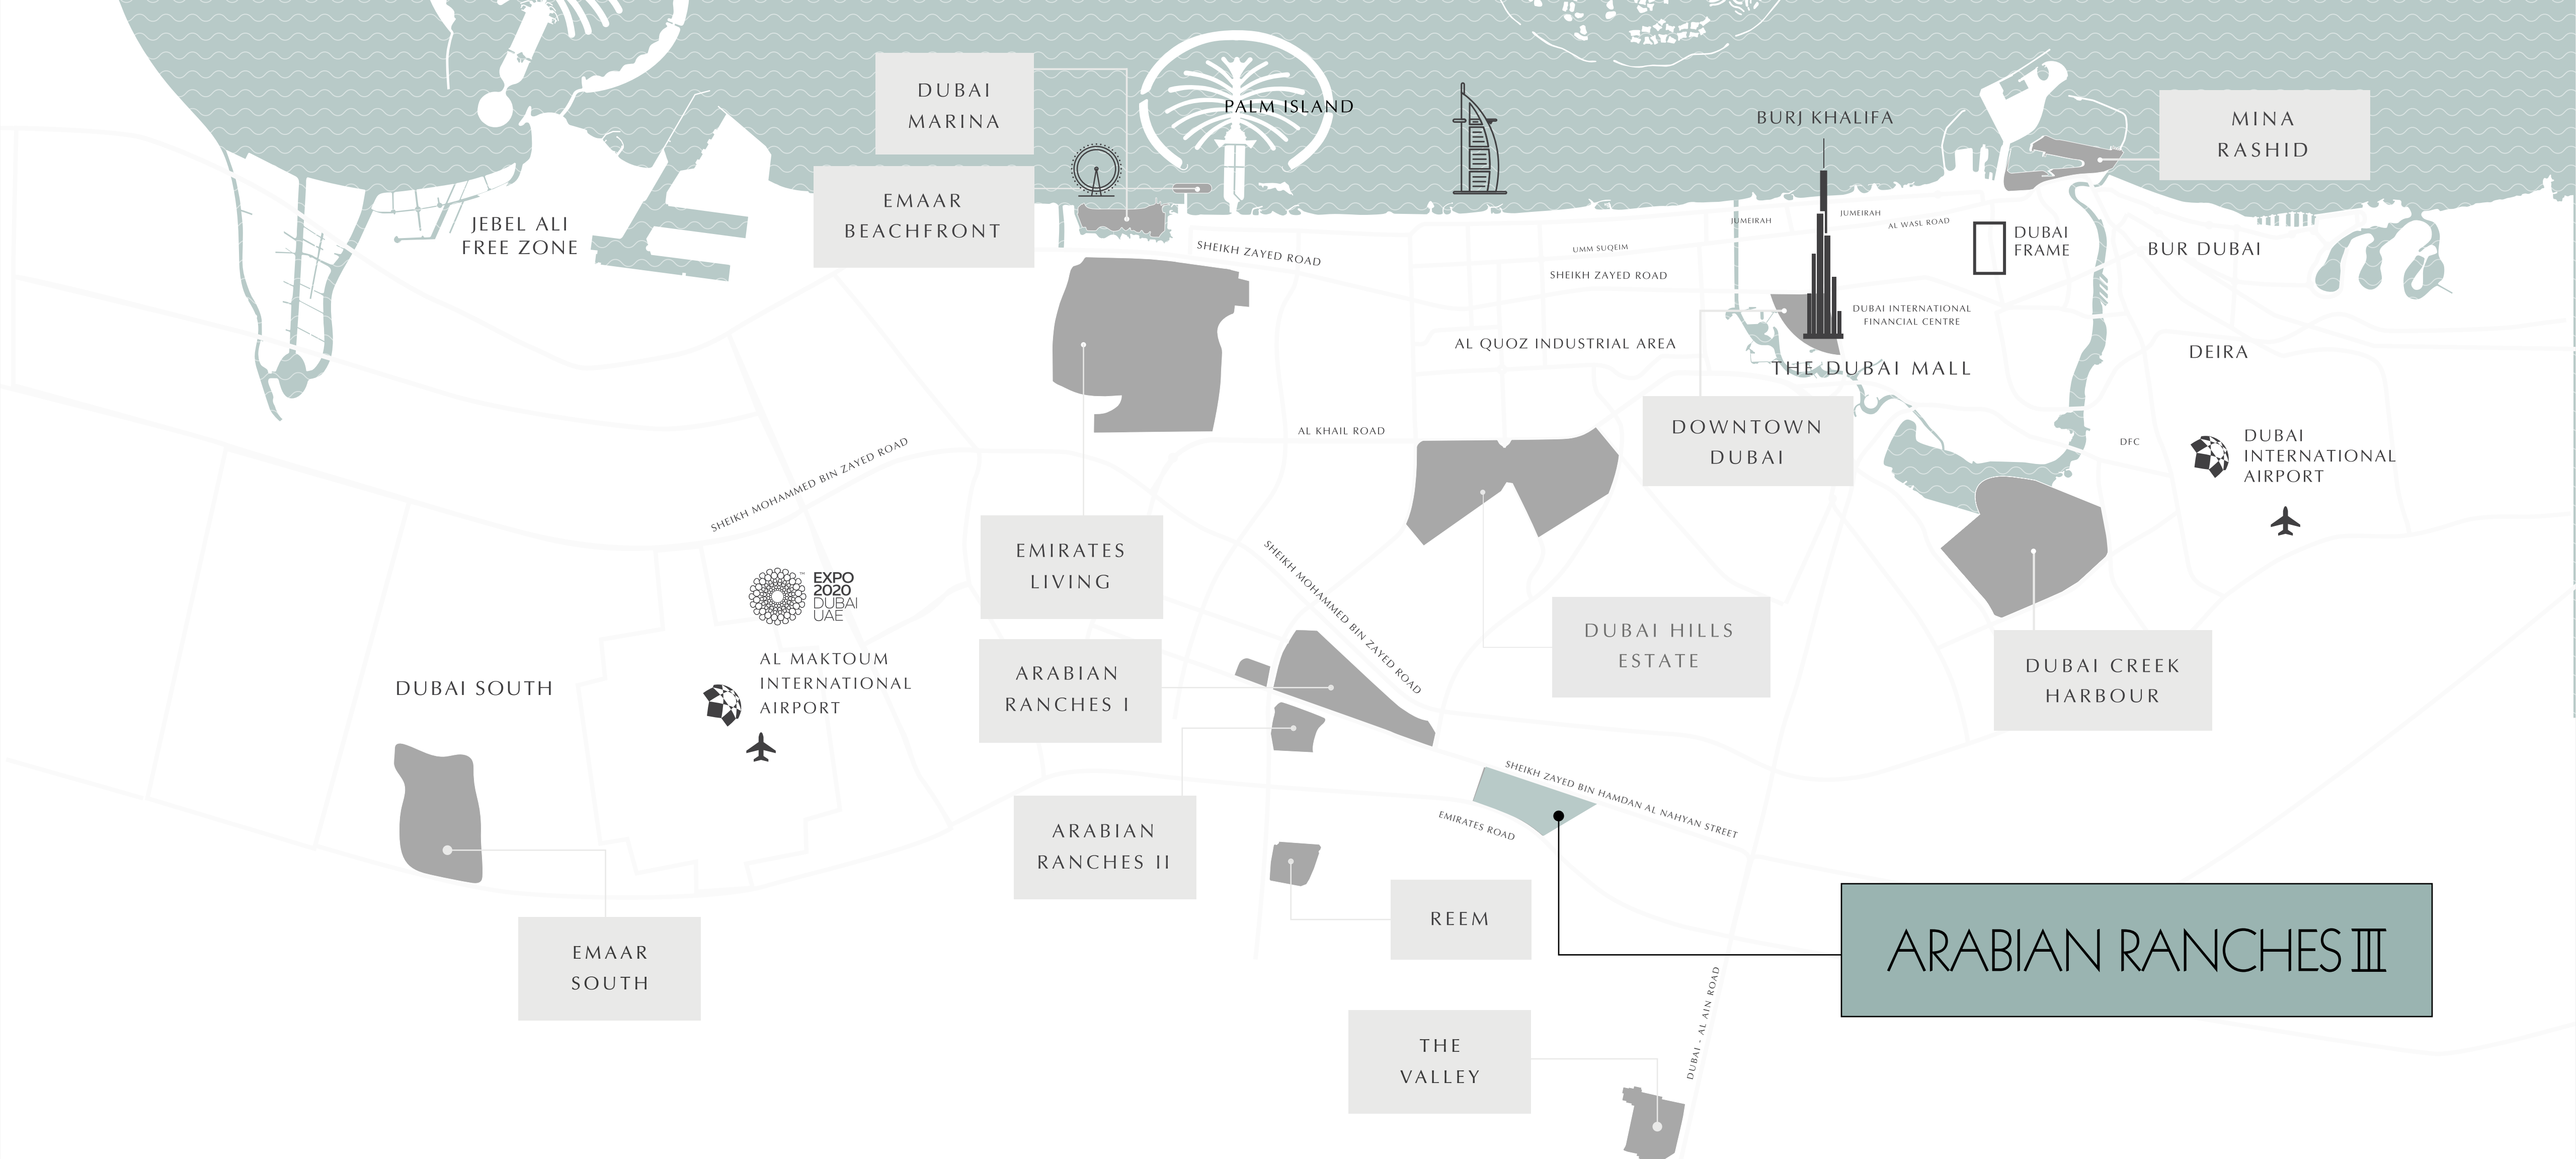 DUBAI
MARINA
PALM ISLAND
BURJ KHALIFA
MINA
RASHID
EMAAR
BEACHFRONT
JEBEL ALI
FREE ZONE
SHEIKH ZAYED ROAD
UMM SUQEIM
SHEIKH ZAYED ROAD
JUMEIRAH
JUMEIRAH
AL WASL ROAD
DUBAI
FRAME
BUR DUBAI
DUBAI INTERNATIONAL
FINANCIAL CENTRE
AL QUOZ INDUSTRIAL AREA
THE DUBAI MALL
DEIRA
AL KHAIL ROAD
DOWNTOWN
DUBAI
DFC
DUBAI
INTERNATIONAL
AIRPORT
SHEIKH MOHAMMED BIN ZAYED ROAD
EMIRATES
LIVING
SHEIKH MOHAMMED BIN ZAYED ROAD
EXPO
2020
DUBAI
UAE
™
DUBAI HILLS
ESTATE
AL MAKTOUM
INTERNATIONAL
AIRPORT
DUBAI SOUTH
ARABIAN
RANCHES I
DUBAI CREEK
HARBOUR
SHEIKH ZAYED BIN HAMDAN AL NAHYAN STREET
EMIRATES ROAD
ARABIAN
RANCHES II
REEM
ARABIAN RANCHES III
EMAAR
SOUTH
DUBAI - AL AIN ROAD
THE
VALLEY